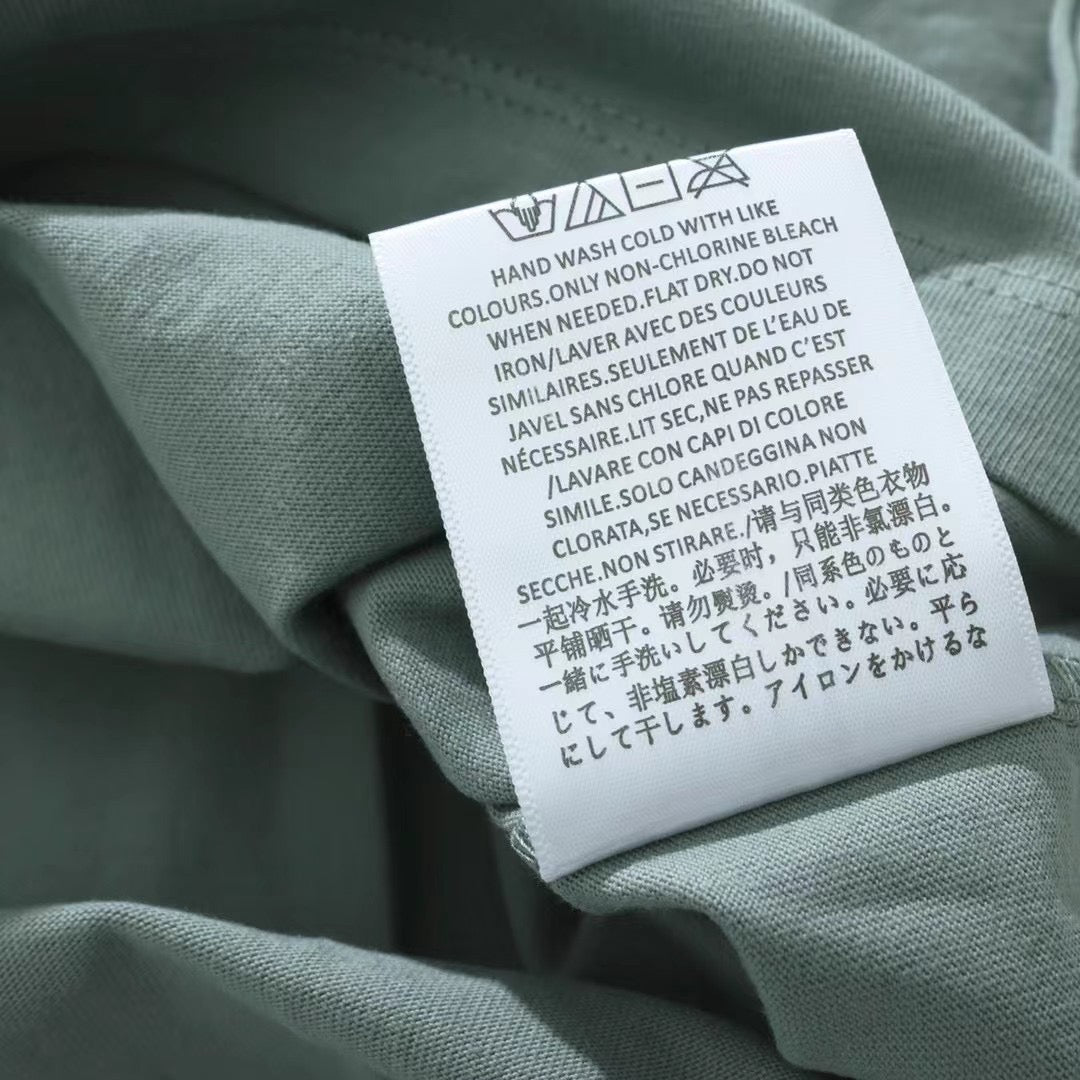 HAND WASH COLD WITH LIKE
COLOURS.ONLY NON-CHLORINE BLEACH
WHEN NEEDED.FLAT DRY.DO NOT
IRON/LAVER AVEC DES COULEURS
SIMILAIRES.SEULEMENT DE L'EAU DE
JAVEL SANS CHLORE QUAND C'EST
NÉCESSAIRE.LIT SEC,NE PAS REPASSER
/LAVARE CON CAPI DI COLORE
SIMILE.SOLO CANDEGGINA NON
CLORATA,SE NECESSARIO.PIATTE
SECCHE.NON STIRARE./请与同类色衣物
一起冷水手洗。必要时，只能非氯漂白。
平铺晒干。请勿熨烫。/同系色のものと
一緒に手洗いしてください。必要に応
じて、非塩素漂白しかできない。平ら
にして干します。アイロンをかけるな